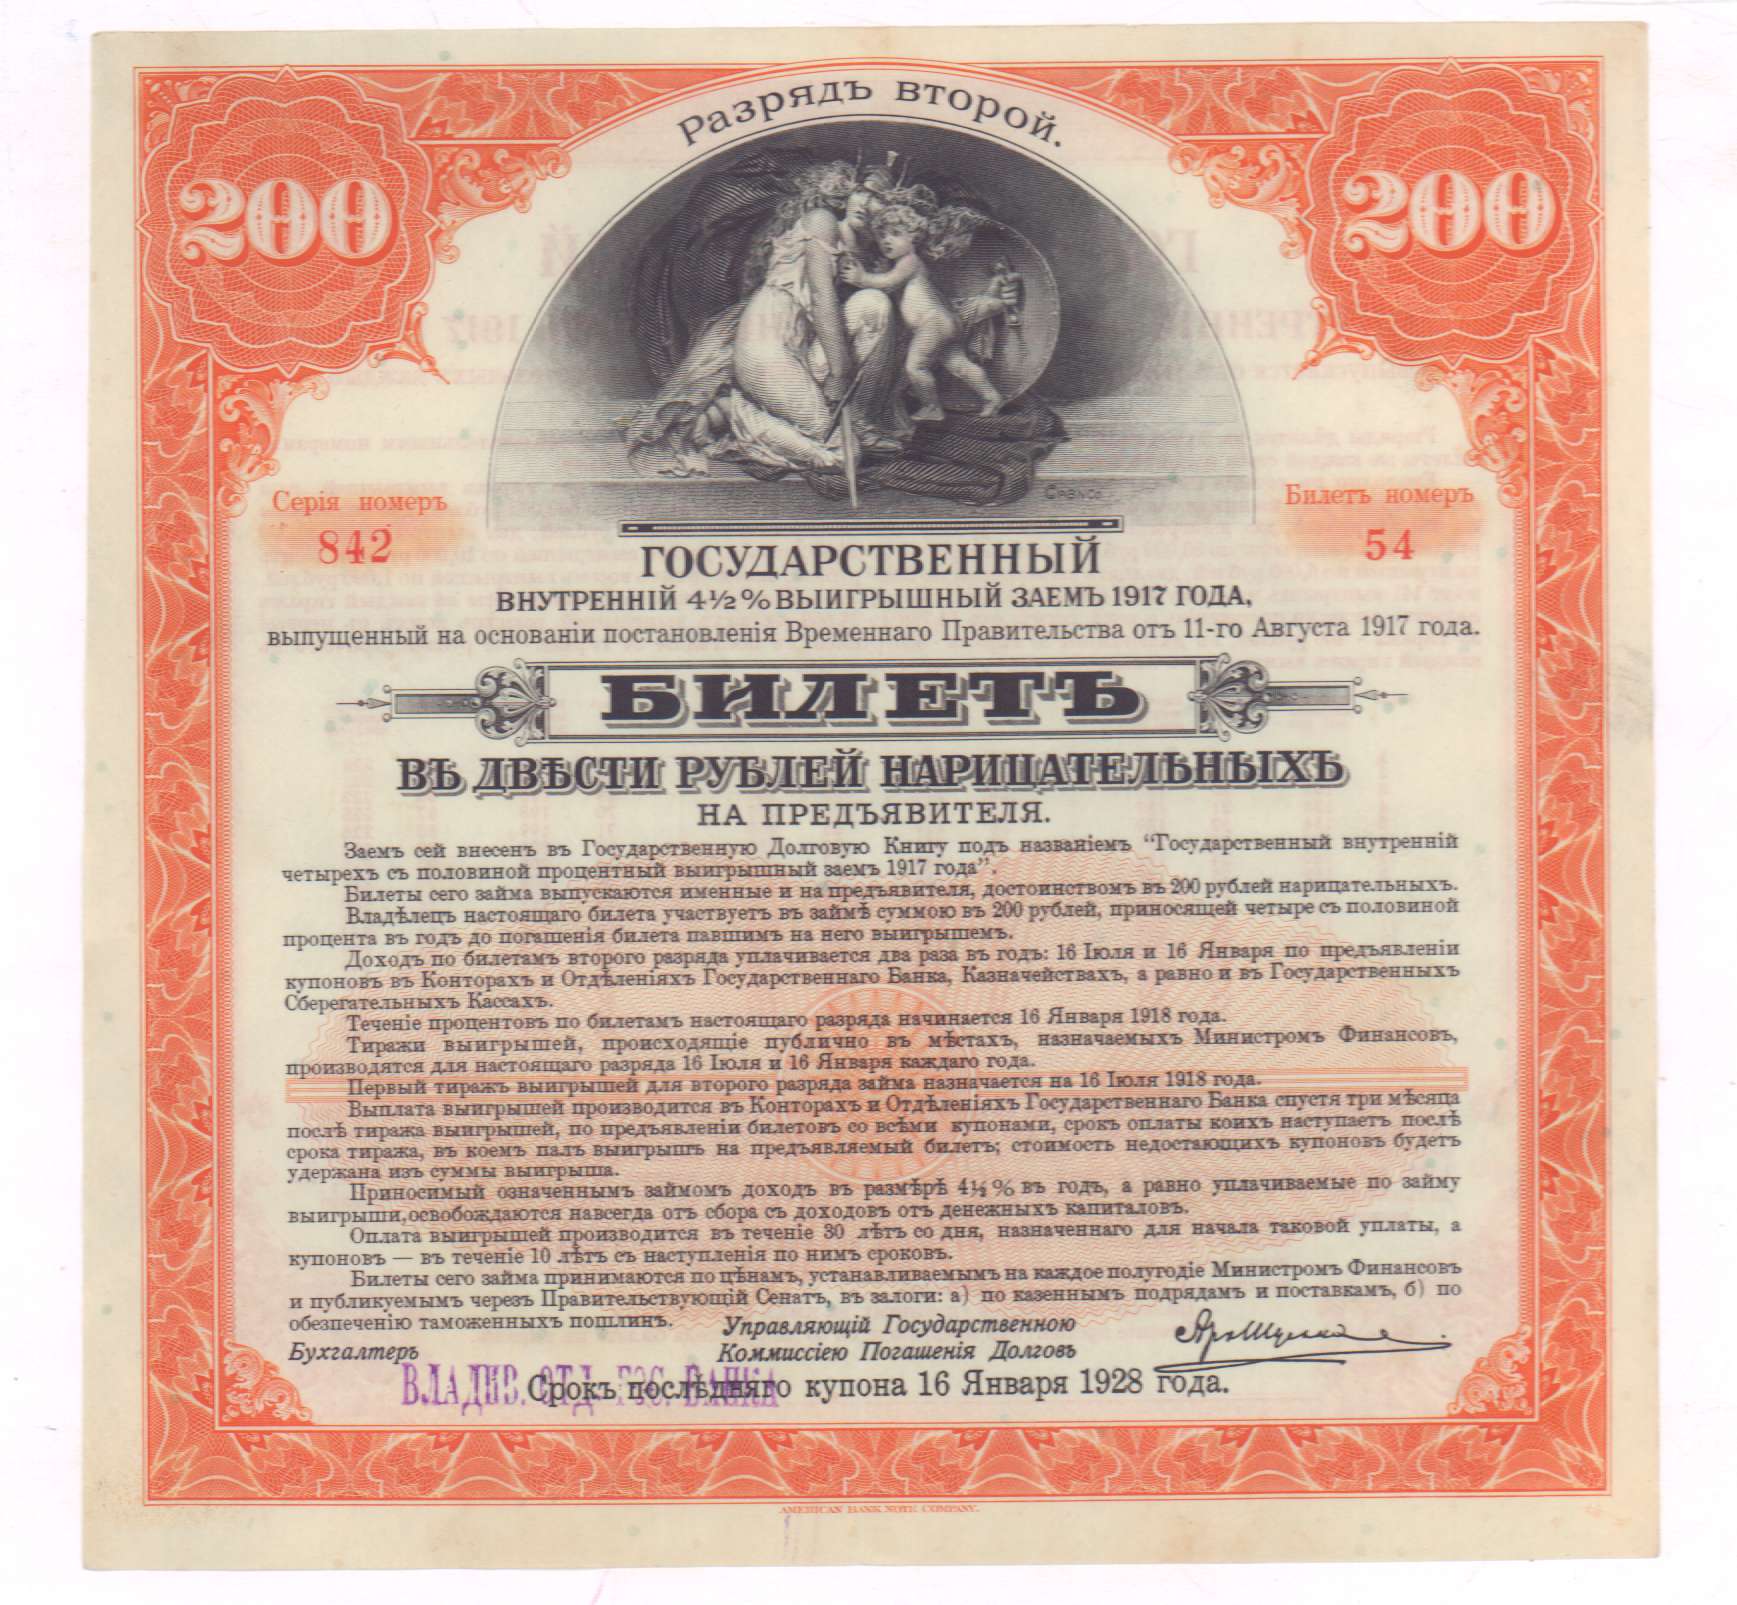 Разрядъ второй.
200
200
Серія номеръ
842
Билетъ номеръ
54
ГОСУДАРСТВЕННЫЙ
ВНУТРЕННІЙ 4½% ВЫИГРЫШНЫЙ ЗАЕМЪ 1917 ГОДА,
выпущенный на основаніи постановленія Временнаго Правительства отъ 11-го Августа 1917 года.
БИЛЕТЪ
ВЪ ДВѢСТИ РУБЛЕЙ НАРИЦАТЕЛЬНЫХЪ
НА ПРЕДЪЯВИТЕЛЯ.
Заемъ сей внесенъ въ Государственную Долговую Книгу подъ названіемъ “Государственный внутренній
четырехъ съ половиной процентный выигрышный заемъ 1917 года”.
Билеты сего займа выпускаются именные и на предъявителя, достоинствомъ въ 200 рублей нарицательныхъ.
Владѣлецъ настоящаго билета участвуетъ въ займѣ суммою въ 200 рублей, приносящей четыре съ половиной
процента въ годъ до погашенія билета павшимъ на него выигрышемъ.
Доходъ по билетамъ второго разряда уплачивается два раза въ годъ: 16 Іюля и 16 Января по предъявленіи
купоновъ въ Конторахъ и Отдѣленіяхъ Государственнаго Банка, Казначействахъ, а равно и въ Государственныхъ
Сберегательныхъ Кассахъ.
Теченіе процентовъ по билетамъ настоящаго разряда начинается 16 Января 1918 года.
Тиражи выигрышей, происходящіе публично въ мѣстахъ, назначаемыхъ Министромъ Финансовъ,
производятся для настоящаго разряда 16 Іюля и 16 Января каждаго года.
Первый тиражъ выигрышей для второго разряда займа назначается на 16 Іюля 1918 года.
Выплата выигрышей производится въ Конторахъ и Отдѣленіяхъ Государственнаго Банка спустя три мѣсяца
послѣ тиража выигрышей, по предъявленіи билетовъ со всѣми купонами, срокъ оплаты коихъ наступаетъ послѣ
срока тиража, въ коемъ палъ выигрышъ на предъявляемый билетъ; стоимость недостающихъ купоновъ будетъ
удержана изъ суммы выигрыша.
Приносимый означеннымъ займомъ доходъ въ размѣрѣ 4½% въ годъ, а равно уплачиваемые по займу
выигрыши, освобождаются навсегда отъ сбора съ доходовъ отъ денежныхъ капиталовъ.
Оплата выигрышей производится въ теченіе 30 лѣтъ со дня, назначеннаго для начала таковой уплаты, а
купоновъ — въ теченіе 10 лѣтъ съ наступленія по нимъ сроковъ.
Билеты сего займа принимаются по цѣнамъ, устанавливаемымъ на каждое полугодіе Министромъ Финансовъ
и публикуемымъ черезъ Правительствующій Сенатъ, въ залоги: а) по казеннымъ подрядамъ и поставкамъ, б) по
обезпеченію таможенныхъ пошлинъ.
Управляющій Государственною
Коммиссіею Погашенія Долговъ
Бухгалтеръ
ВЛАДИВ. ОТД. ГОС. БАНКА
Срокъ послѣдняго купона 16 Января 1928 года.
AMERICAN BANK NOTE COMPANY.